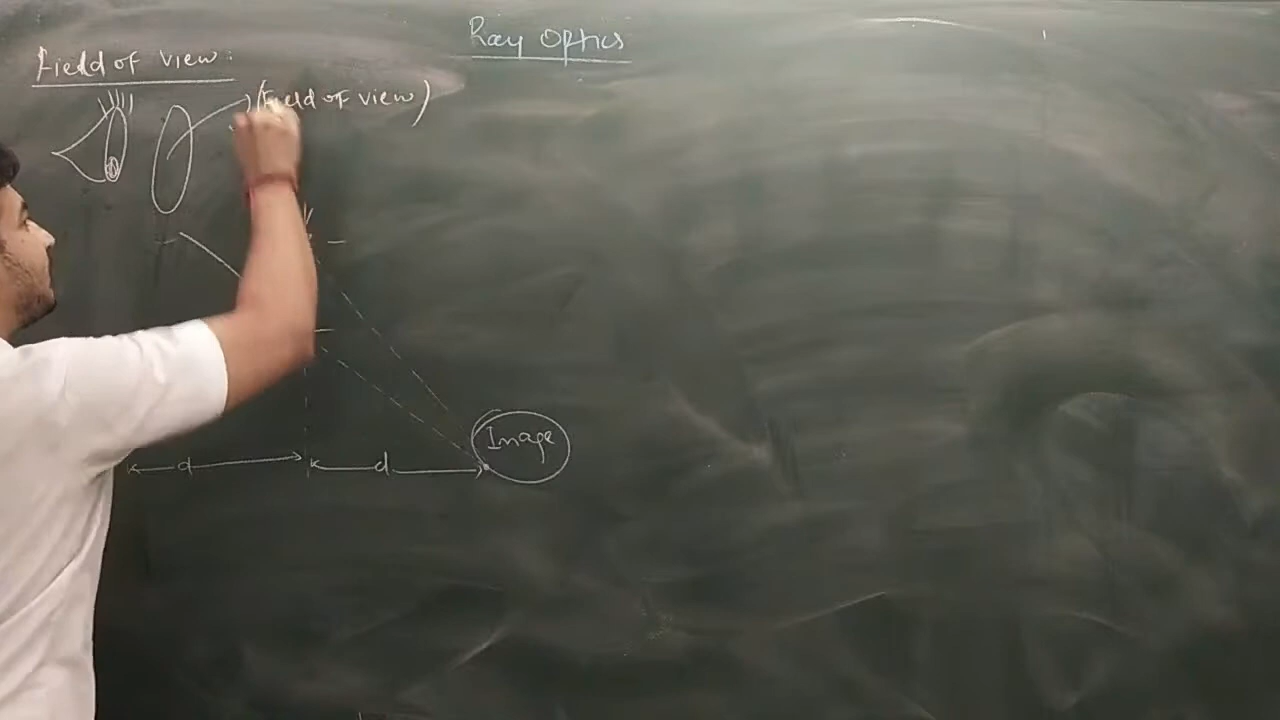 Ray Optics
Field of view:
(Field of view)
Image
d
d